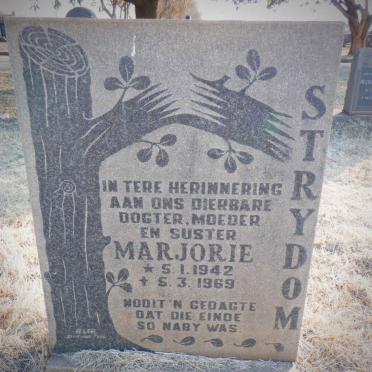 IN TERE HERINNERING
AAN ONS DIERBARE
DOGTER, MOEDER
EN SUSTER
MARJORIE
* 5.1.1942
✝ 5.3.1969
NOOIT 'N GEDAGTE
DAT DIE EINDE
SO NABY WAS
STRYDOM